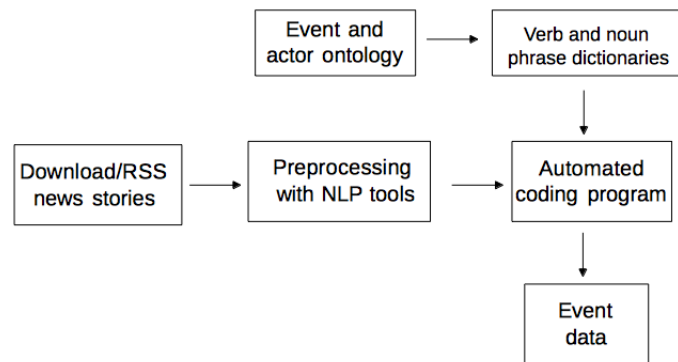 Event and
actor ontology
Verb and noun
phrase dictionaries
Download/RSS
news stories
Preprocessing
with NLP tools
Automated
coding program
Event
data